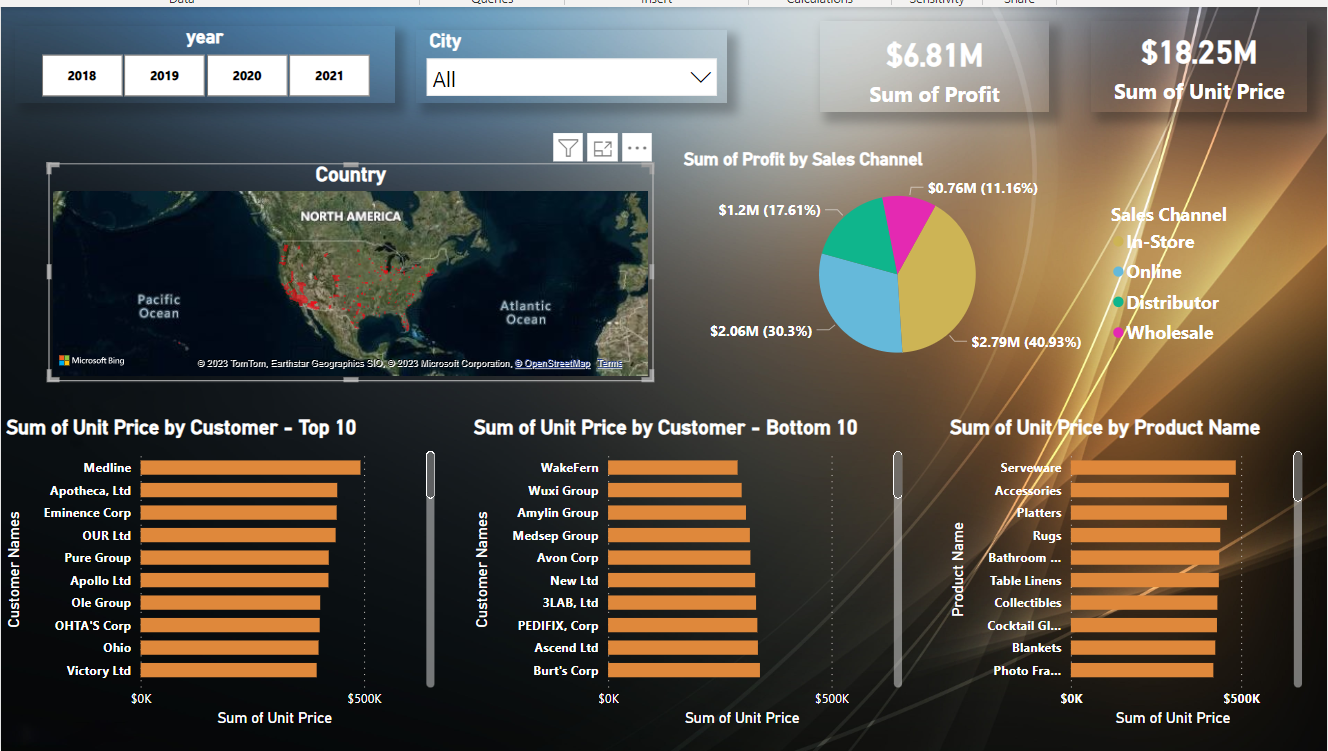 Data Queries Insert Calculations Sensitivity Share
year
2018 2019 2020 2021
City
All
$6.81M
Sum of Profit
$18.25M
Sum of Unit Price
Country
NORTH AMERICA
Pacific
Ocean
Atlantic
Ocean
Microsoft Bing
© 2023 TomTom, Earthstar Geographics SIO, © 2023 Microsoft Corporation, © OpenStreetMap Terms
Sum of Profit by Sales Channel
$0.76M (11.16%)
$1.2M (17.61%)
$2.06M (30.3%)
$2.79M (40.93%)
Sales Channel
In-Store
Online
Distributor
Wholesale
Sum of Unit Price by Customer - Top 10
Customer Names
Medline
Apotheca, Ltd
Eminence Corp
OUR Ltd
Pure Group
Apollo Ltd
Ole Group
OHTA'S Corp
Ohio
Victory Ltd
$0K $500K
Sum of Unit Price
Sum of Unit Price by Customer - Bottom 10
Customer Names
WakeFern
Wuxi Group
Amylin Group
Medsep Group
Avon Corp
New Ltd
3LAB, Ltd
PEDIFIX, Corp
Ascend Ltd
Burt's Corp
$0K $500K
Sum of Unit Price
Sum of Unit Price by Product Name
Product Name
Serveware
Accessories
Platters
Rugs
Bathroom ...
Table Linens
Collectibles
Cocktail Gl...
Blankets
Photo Fra...
$0K $500K
Sum of Unit Price